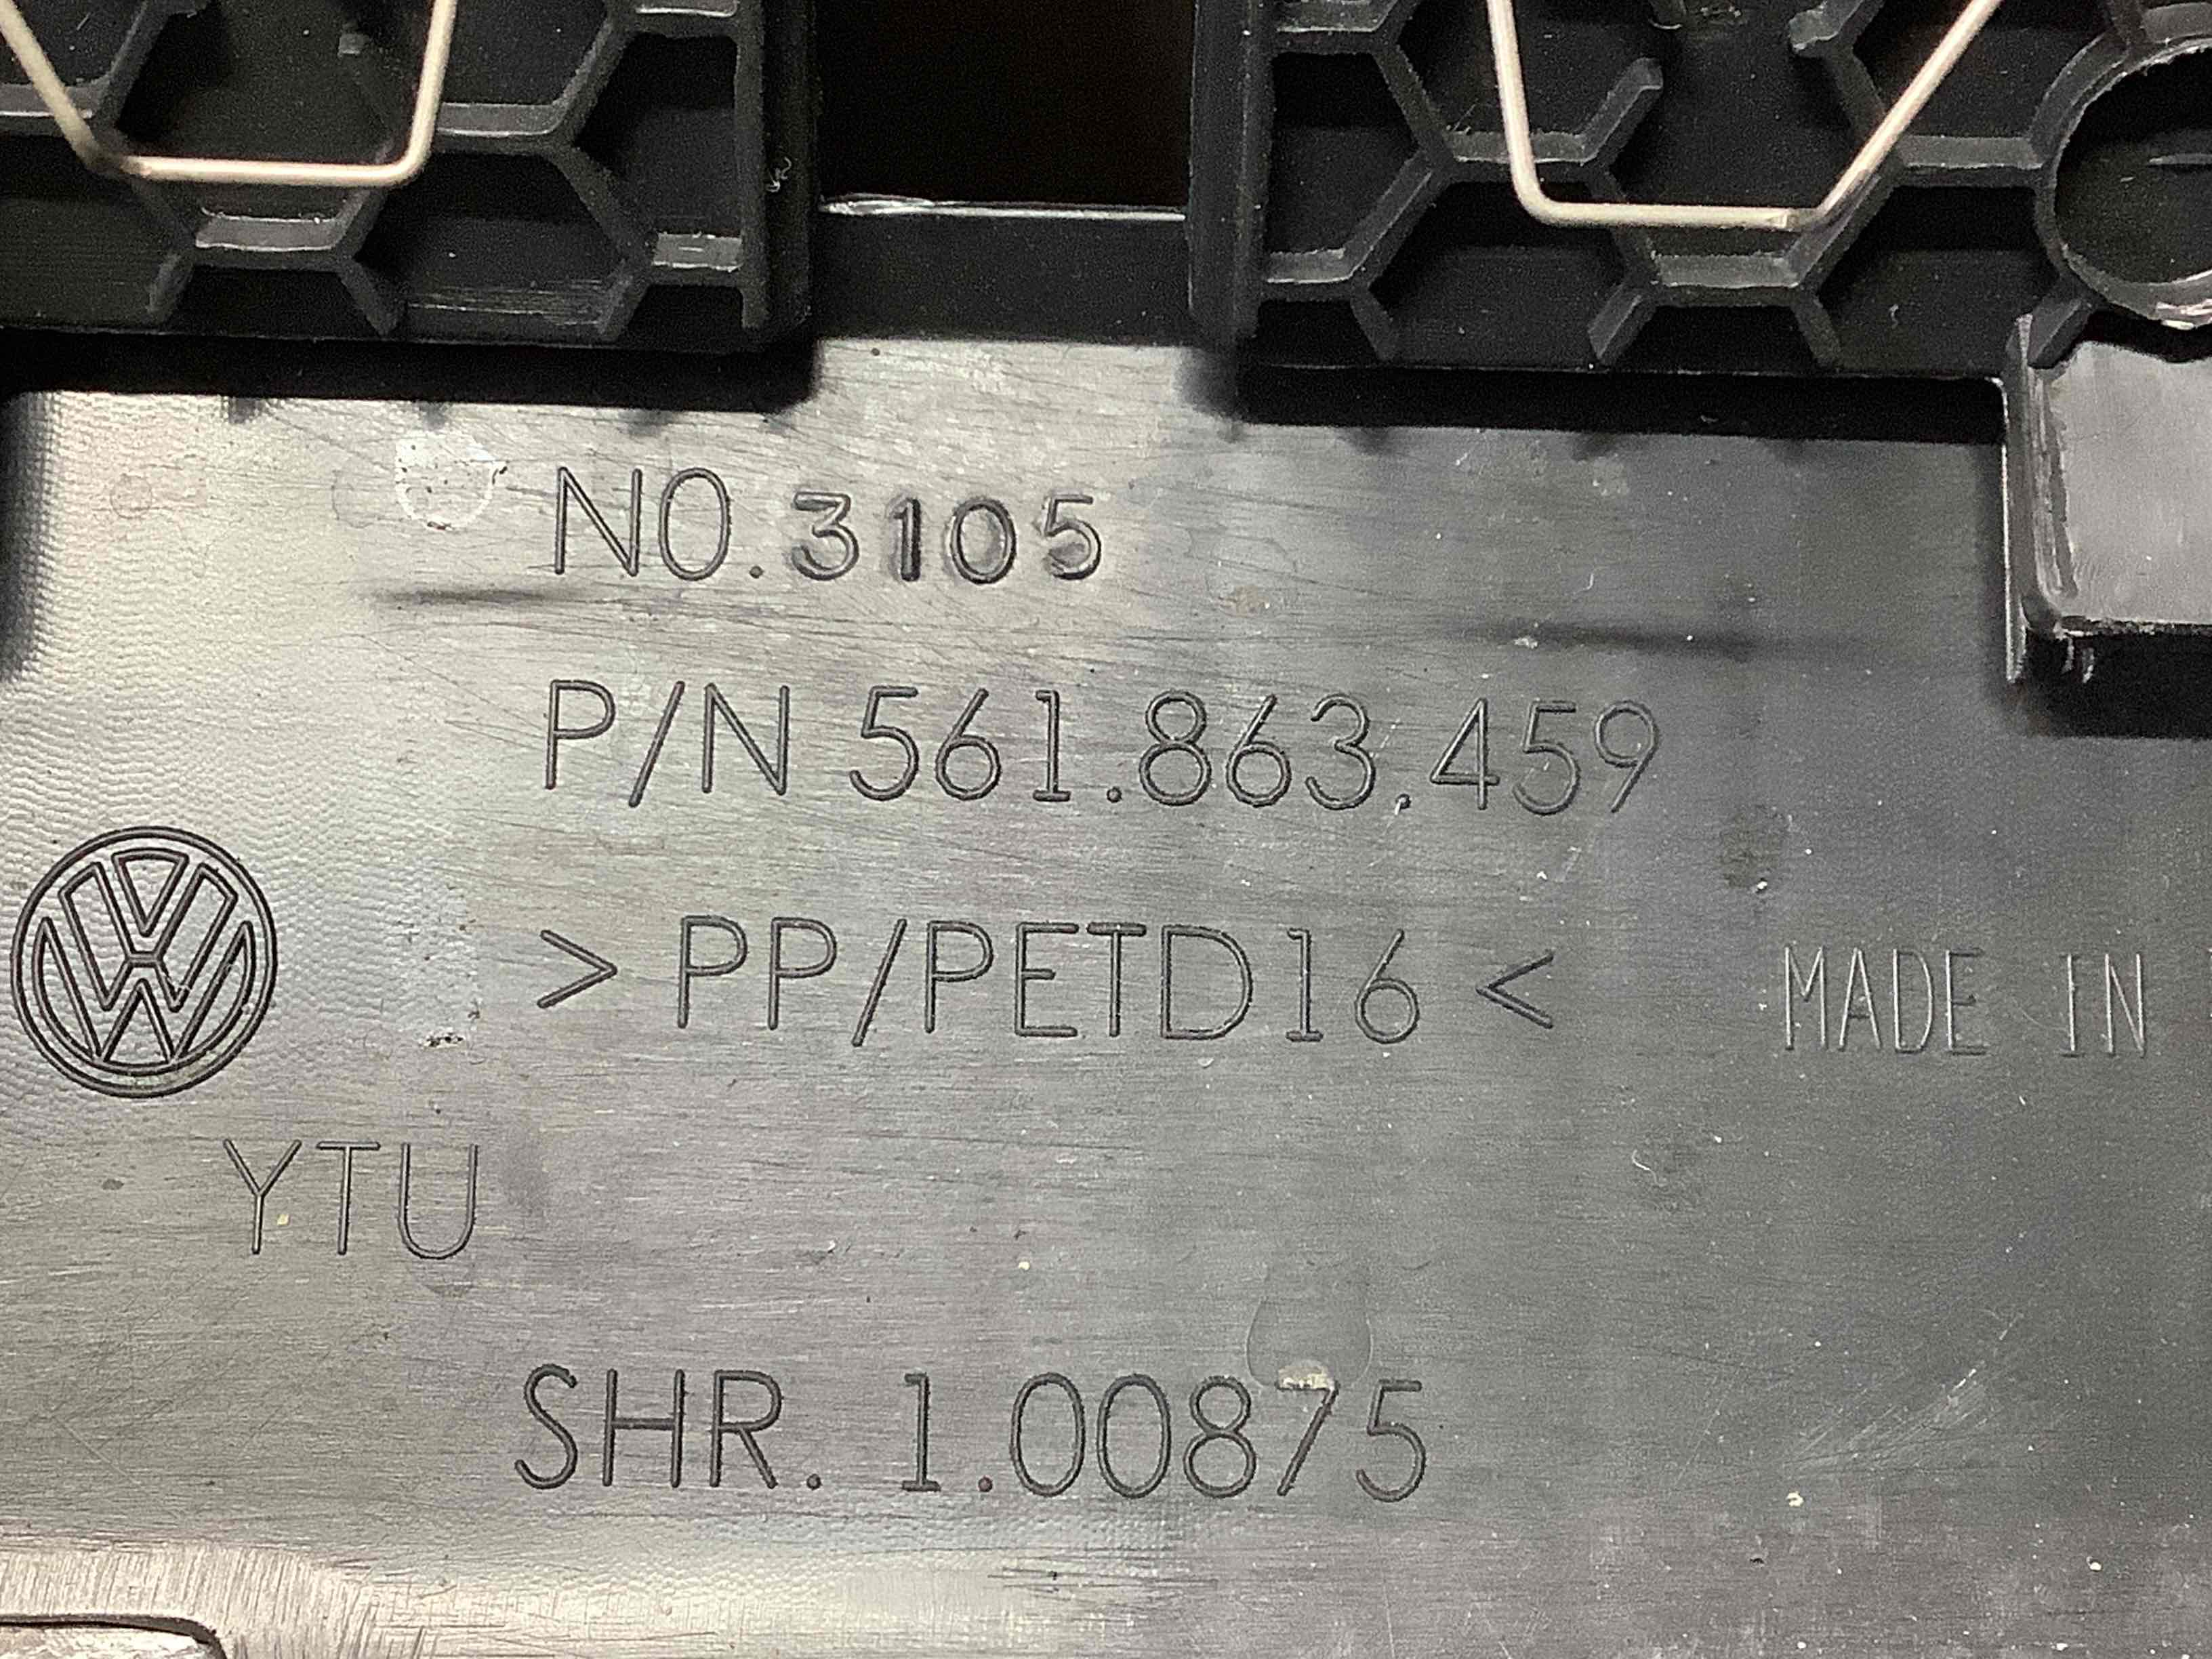 NO.3105
P/N 561.863.459
>PP/PETD16<
MADE IN
YTU
SHR. 1.00875